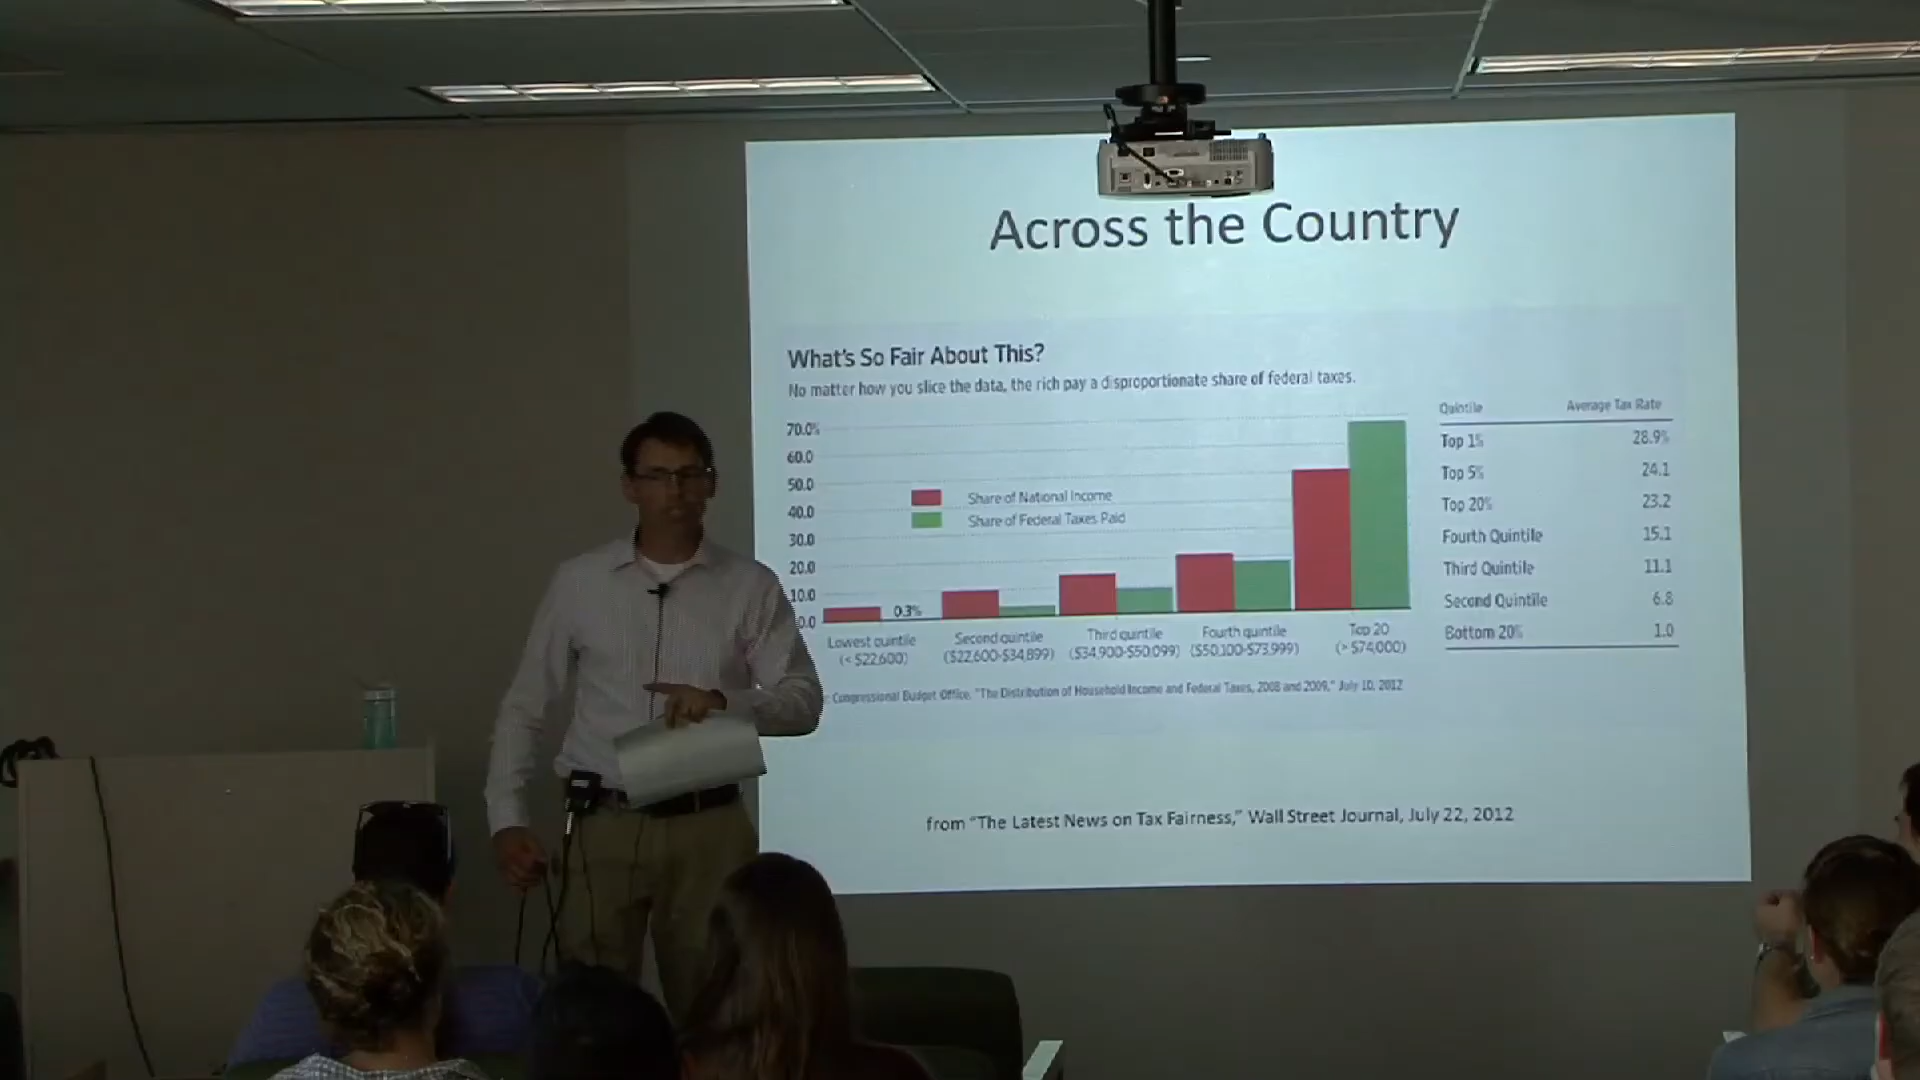 Across the Country
What's So Fair About This?
No matter how you slice the data, the rich pay a disproportionate share of federal taxes.
70.0%
60.0
50.0
40.0
30.0
20.0
10.0
0.0
Share of National Income
Share of Federal Taxes Paid
0.3%
Lowest quintile
(< $22,600)
Second quintile
($22,600-$34,899)
Third quintile
($34,900-$50,099)
Fourth quintile
($50,100-$73,999)
Top 20
(> $74,000)
Quintile Average Tax Rate
Top 1% 28.9%
Top 5% 24.1
Top 20% 23.2
Fourth Quintile 15.1
Third Quintile 11.1
Second Quintile 6.8
Bottom 20% 1.0
: Congressional Budget Office, "The Distribution of Household Income and Federal Taxes, 2008 and 2009," July 10, 2012
from "The Latest News on Tax Fairness," Wall Street Journal, July 22, 2012